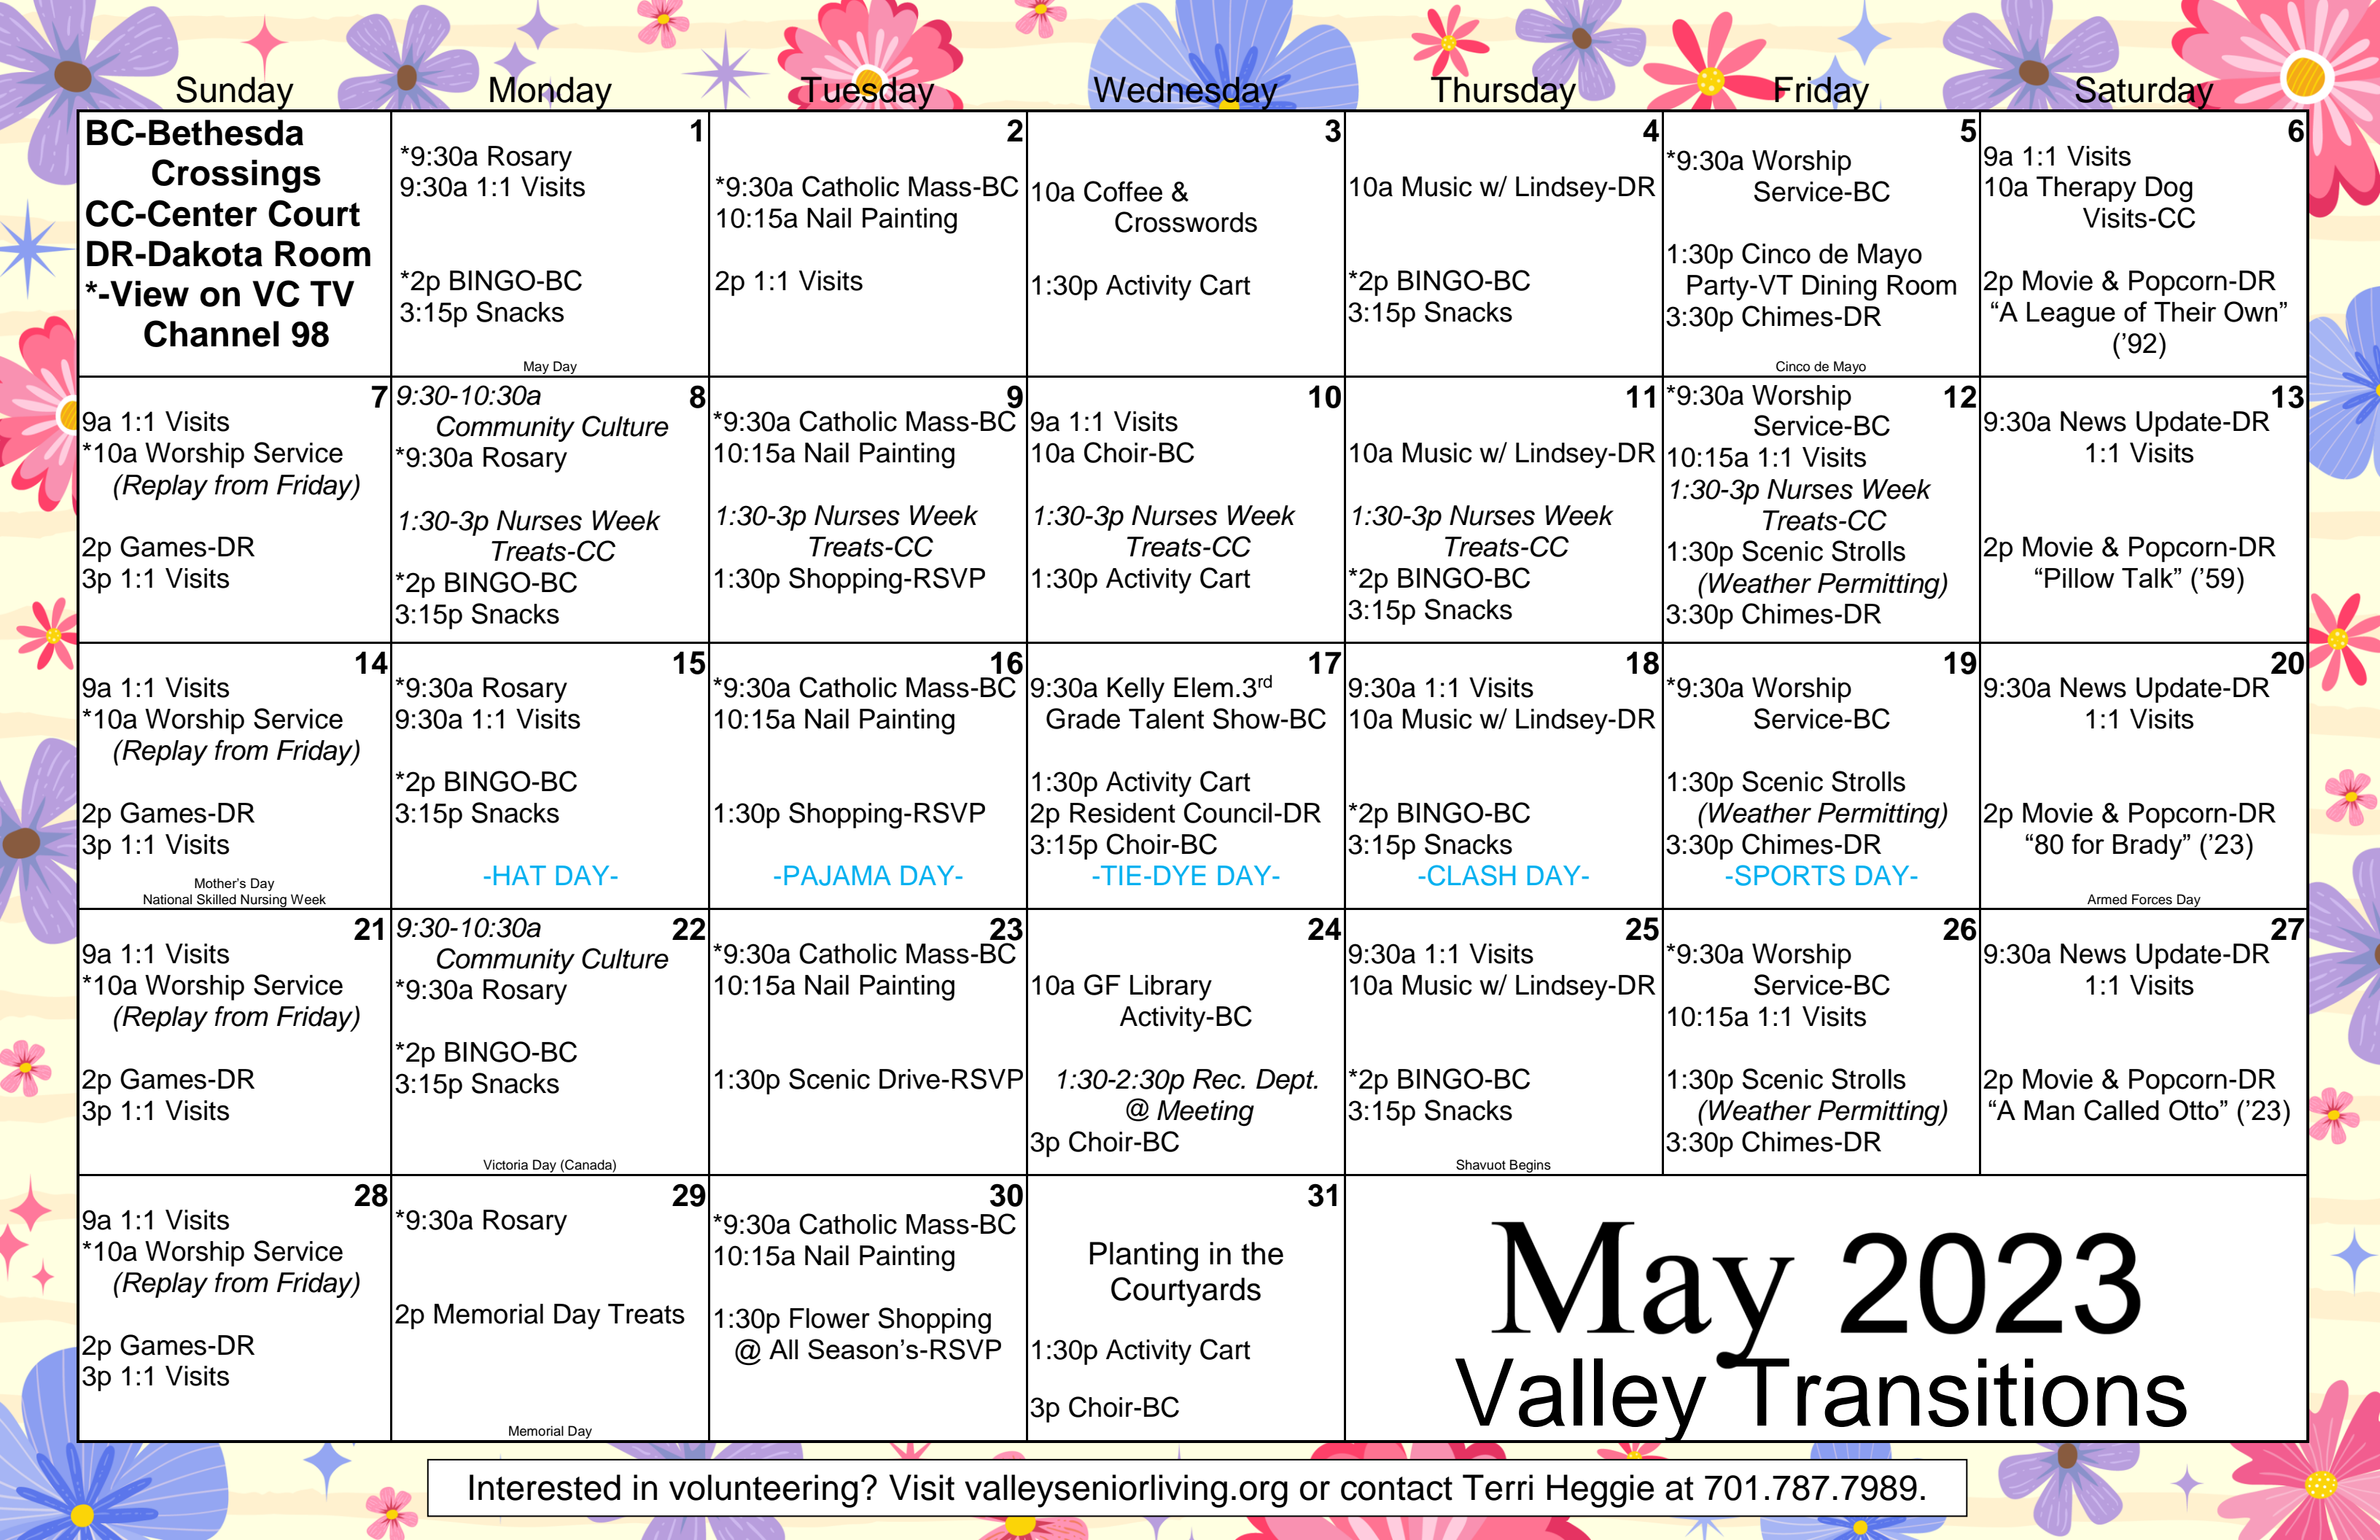 Sunday Monday Tuesday Wednesday Thursday Friday Saturday
BC-Bethesda
Crossings
CC-Center Court
DR-Dakota Room
*-View on VC TV
Channel 98
1
*9:30a Rosary
9:30a 1:1 Visits
*2p BINGO-BC
3:15p Snacks
May Day
2
*9:30a Catholic Mass-BC
10:15a Nail Painting
2p 1:1 Visits
3
10a Coffee &
Crosswords
1:30p Activity Cart
4
10a Music w/ Lindsey-DR
*2p BINGO-BC
3:15p Snacks
5
*9:30a Worship
Service-BC
1:30p Cinco de Mayo
Party-VT Dining Room
3:30p Chimes-DR
Cinco de Mayo
6
9a 1:1 Visits
10a Therapy Dog
Visits-CC
2p Movie & Popcorn-DR
“A League of Their Own”
(’92)
7
9a 1:1 Visits
*10a Worship Service
(Replay from Friday)
2p Games-DR
3p 1:1 Visits
8
9:30-10:30a
Community Culture
*9:30a Rosary
1:30-3p Nurses Week
Treats-CC
*2p BINGO-BC
3:15p Snacks
9
*9:30a Catholic Mass-BC
10:15a Nail Painting
1:30-3p Nurses Week
Treats-CC
1:30p Shopping-RSVP
10
9a 1:1 Visits
10a Choir-BC
1:30-3p Nurses Week
Treats-CC
1:30p Activity Cart
11
10a Music w/ Lindsey-DR
1:30-3p Nurses Week
Treats-CC
*2p BINGO-BC
3:15p Snacks
12
*9:30a Worship
Service-BC
10:15a 1:1 Visits
1:30-3p Nurses Week
Treats-CC
1:30p Scenic Strolls
(Weather Permitting)
3:30p Chimes-DR
13
9:30a News Update-DR
1:1 Visits
2p Movie & Popcorn-DR
“Pillow Talk” (’59)
14
9a 1:1 Visits
*10a Worship Service
(Replay from Friday)
2p Games-DR
3p 1:1 Visits
Mother’s Day
National Skilled Nursing Week
15
*9:30a Rosary
9:30a 1:1 Visits
*2p BINGO-BC
3:15p Snacks
-HAT DAY-
16
*9:30a Catholic Mass-BC
10:15a Nail Painting
1:30p Shopping-RSVP
-PAJAMA DAY-
17
9:30a Kelly Elem.3rd
Grade Talent Show-BC
1:30p Activity Cart
2p Resident Council-DR
3:15p Choir-BC
-TIE-DYE DAY-
18
9:30a 1:1 Visits
10a Music w/ Lindsey-DR
*2p BINGO-BC
3:15p Snacks
-CLASH DAY-
19
*9:30a Worship
Service-BC
1:30p Scenic Strolls
(Weather Permitting)
3:30p Chimes-DR
-SPORTS DAY-
20
9:30a News Update-DR
1:1 Visits
2p Movie & Popcorn-DR
“80 for Brady” (’23)
Armed Forces Day
21
9a 1:1 Visits
*10a Worship Service
(Replay from Friday)
2p Games-DR
3p 1:1 Visits
22
9:30-10:30a
Community Culture
*9:30a Rosary
*2p BINGO-BC
3:15p Snacks
Victoria Day (Canada)
23
*9:30a Catholic Mass-BC
10:15a Nail Painting
1:30p Scenic Drive-RSVP
24
10a GF Library
Activity-BC
1:30-2:30p Rec. Dept.
@ Meeting
3p Choir-BC
25
9:30a 1:1 Visits
10a Music w/ Lindsey-DR
*2p BINGO-BC
3:15p Snacks
Shavuot Begins
26
*9:30a Worship
Service-BC
10:15a 1:1 Visits
1:30p Scenic Strolls
(Weather Permitting)
3:30p Chimes-DR
27
9:30a News Update-DR
1:1 Visits
2p Movie & Popcorn-DR
“A Man Called Otto” (’23)
28
9a 1:1 Visits
*10a Worship Service
(Replay from Friday)
2p Games-DR
3p 1:1 Visits
29
*9:30a Rosary
2p Memorial Day Treats
Memorial Day
30
*9:30a Catholic Mass-BC
10:15a Nail Painting
1:30p Flower Shopping
@ All Season’s-RSVP
31
Planting in the
Courtyards
1:30p Activity Cart
3p Choir-BC
May 2023
Valley Transitions
Interested in volunteering? Visit valleyseniorliving.org or contact Terri Heggie at 701.787.7989.